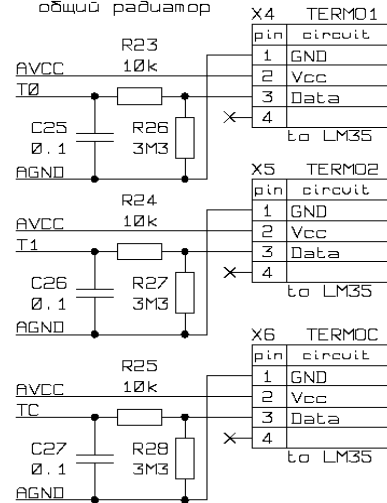 общий радиатор
X4 TERMO1
pin circuit
R23
10k
1 GND
AVCC
2 Vcc
T0
3 Data
4
C25
0.1
R26
3M3
to LM35
AGND
X5 TERMO2
pin circuit
R24
10k
1 GND
AVCC
2 Vcc
T1
3 Data
4
C26
0.1
R27
3M3
to LM35
AGND
X6 TERMOC
pin circuit
R25
10k
1 GND
AVCC
2 Vcc
TC
3 Data
4
C27
0.1
R28
3M3
to LM35
AGND